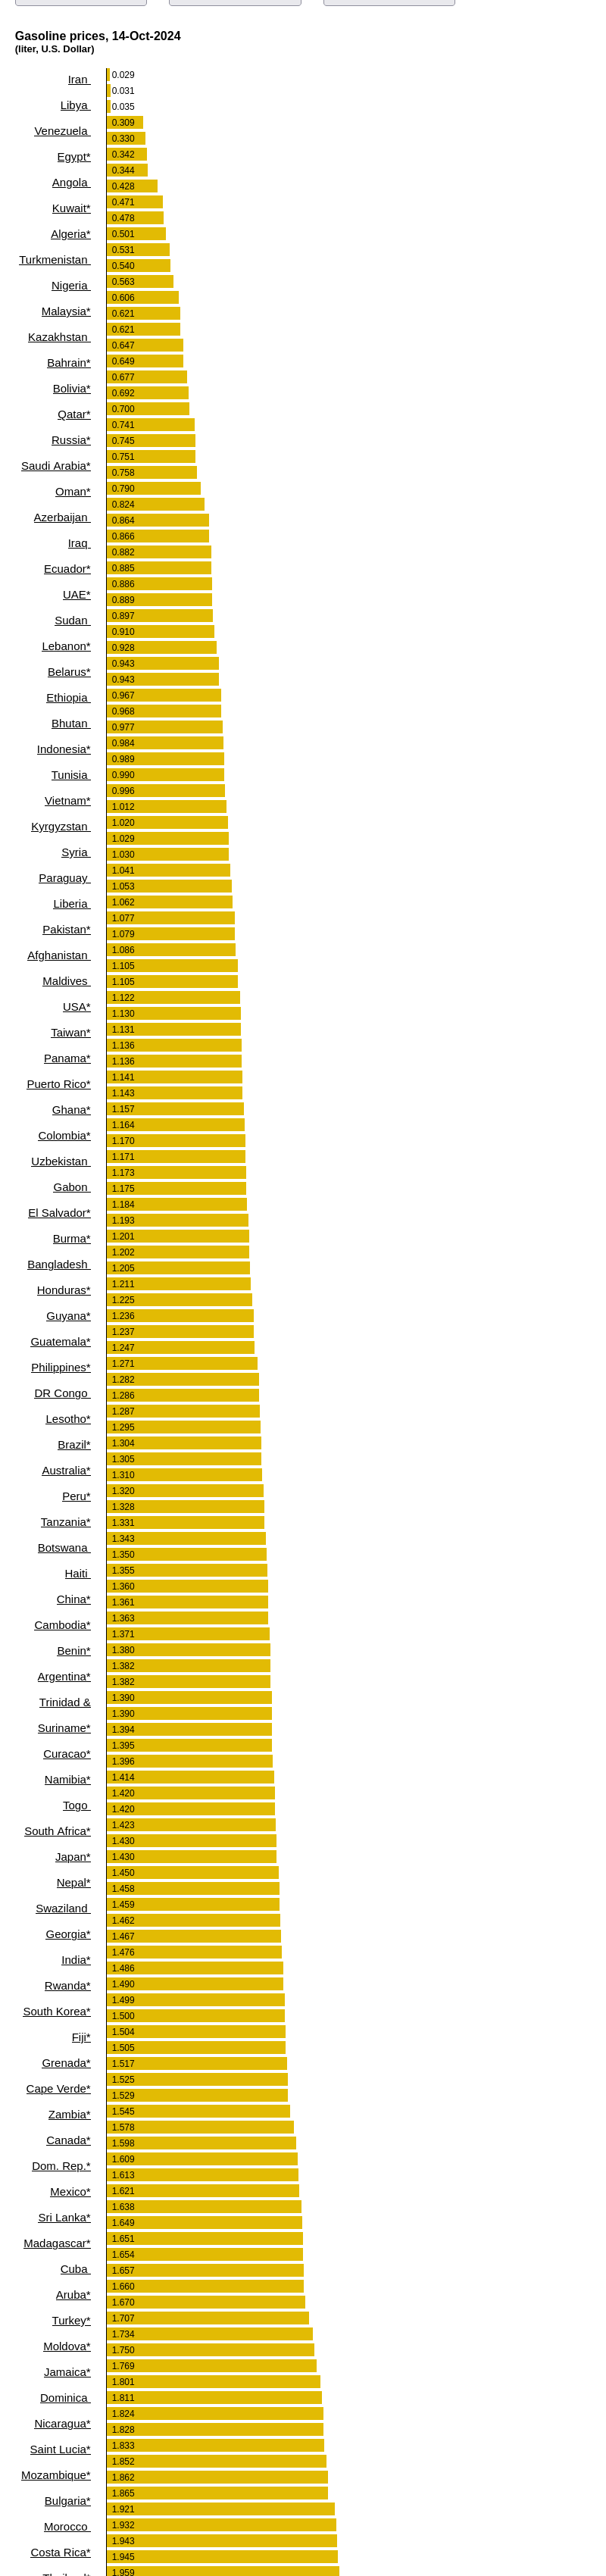 Gasoline prices, 14-Oct-2024
(liter, U.S. Dollar)
Iran
Libya
Venezuela
Egypt*
Angola
Kuwait*
Algeria*
Turkmenistan
Nigeria
Malaysia*
Kazakhstan
Bahrain*
Bolivia*
Qatar*
Russia*
Saudi Arabia*
Oman*
Azerbaijan
Iraq
Ecuador*
UAE*
Sudan
Lebanon*
Belarus*
Ethiopia
Bhutan
Indonesia*
Tunisia
Vietnam*
Kyrgyzstan
Syria
Paraguay
Liberia
Pakistan*
Afghanistan
Maldives
USA*
Taiwan*
Panama*
Puerto Rico*
Ghana*
Colombia*
Uzbekistan
Gabon
El Salvador*
Burma*
Bangladesh
Honduras*
Guyana*
Guatemala*
Philippines*
DR Congo
Lesotho*
Brazil*
Australia*
Peru*
Tanzania*
Botswana
Haiti
China*
Cambodia*
Benin*
Argentina*
Trinidad &
Suriname*
Curacao*
Namibia*
Togo
South Africa*
Japan*
Nepal*
Swaziland
Georgia*
India*
Rwanda*
South Korea*
Fiji*
Grenada*
Cape Verde*
Zambia*
Canada*
Dom. Rep.*
Mexico*
Sri Lanka*
Madagascar*
Cuba
Aruba*
Turkey*
Moldova*
Jamaica*
Dominica
Nicaragua*
Saint Lucia*
Mozambique*
Bulgaria*
Morocco
Costa Rica*
Thailand*
0.029
0.031
0.035
0.309
0.330
0.342
0.344
0.428
0.471
0.478
0.501
0.531
0.540
0.563
0.606
0.621
0.621
0.647
0.649
0.677
0.692
0.700
0.741
0.745
0.751
0.758
0.790
0.824
0.864
0.866
0.882
0.885
0.886
0.889
0.897
0.910
0.928
0.943
0.943
0.967
0.968
0.977
0.984
0.989
0.990
0.996
1.012
1.020
1.029
1.030
1.041
1.053
1.062
1.077
1.079
1.086
1.105
1.105
1.122
1.130
1.131
1.136
1.136
1.141
1.143
1.157
1.164
1.170
1.171
1.173
1.175
1.184
1.193
1.201
1.202
1.205
1.211
1.225
1.236
1.237
1.247
1.271
1.282
1.286
1.287
1.295
1.304
1.305
1.310
1.320
1.328
1.331
1.343
1.350
1.355
1.360
1.361
1.363
1.371
1.380
1.382
1.382
1.390
1.390
1.394
1.395
1.396
1.414
1.420
1.420
1.423
1.430
1.430
1.450
1.458
1.459
1.462
1.467
1.476
1.486
1.490
1.499
1.500
1.504
1.505
1.517
1.525
1.529
1.545
1.578
1.598
1.609
1.613
1.621
1.638
1.649
1.651
1.654
1.657
1.660
1.670
1.707
1.734
1.750
1.769
1.801
1.811
1.824
1.828
1.833
1.852
1.862
1.865
1.921
1.932
1.943
1.945
1.959